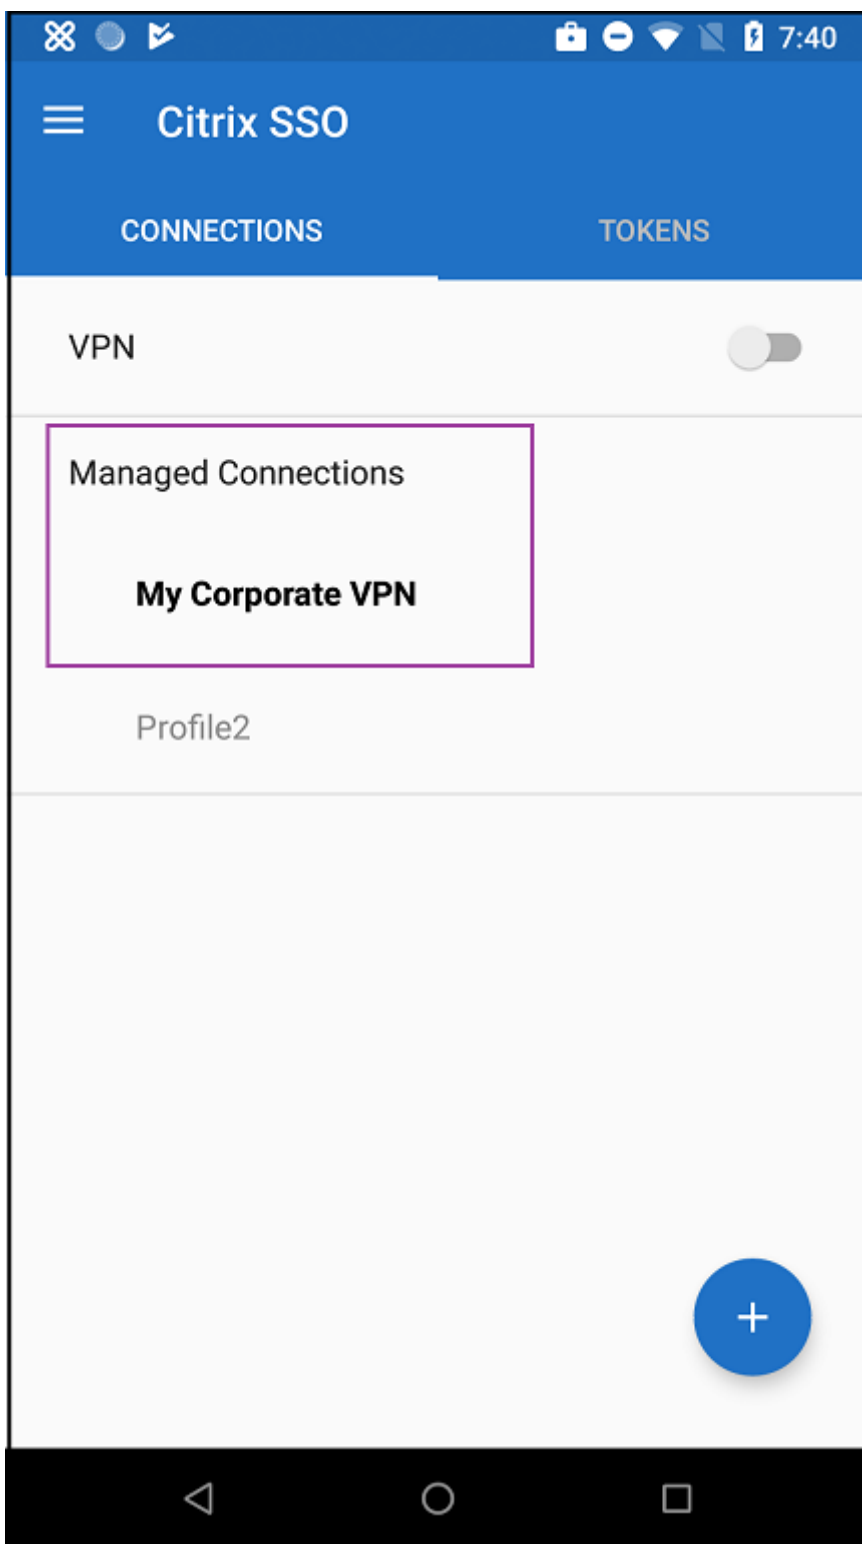 7:40
Citrix SSO
CONNECTIONS TOKENS
VPN
Managed Connections
My Corporate VPN
Profile2